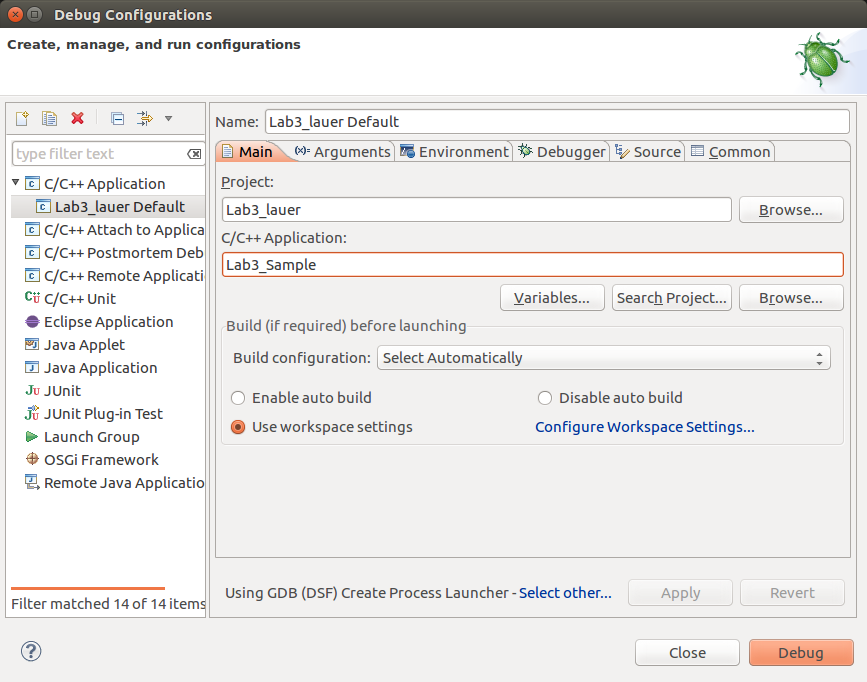 Debug Configurations
Create, manage, and run configurations
type filter text
C/C++ Application
Lab3_lauer Default
C/C++ Attach to Applica
C/C++ Postmortem Deb
C/C++ Remote Applicati
C/C++ Unit
Eclipse Application
Java Applet
Java Application
JUnit
JUnit Plug-in Test
Launch Group
OSGi Framework
Remote Java Applicatio
Filter matched 14 of 14 items
Name: Lab3_lauer Default
Main (x)= Arguments Environment Debugger Source Common
Project:
Lab3_lauer Browse...
C/C++ Application:
Lab3_Sample
Variables... Search Project... Browse...
Build (if required) before launching
Build configuration: Select Automatically
Enable auto build Disable auto build
Use workspace settings Configure Workspace Settings...
Using GDB (DSF) Create Process Launcher - Select other... Apply Revert
Close Debug